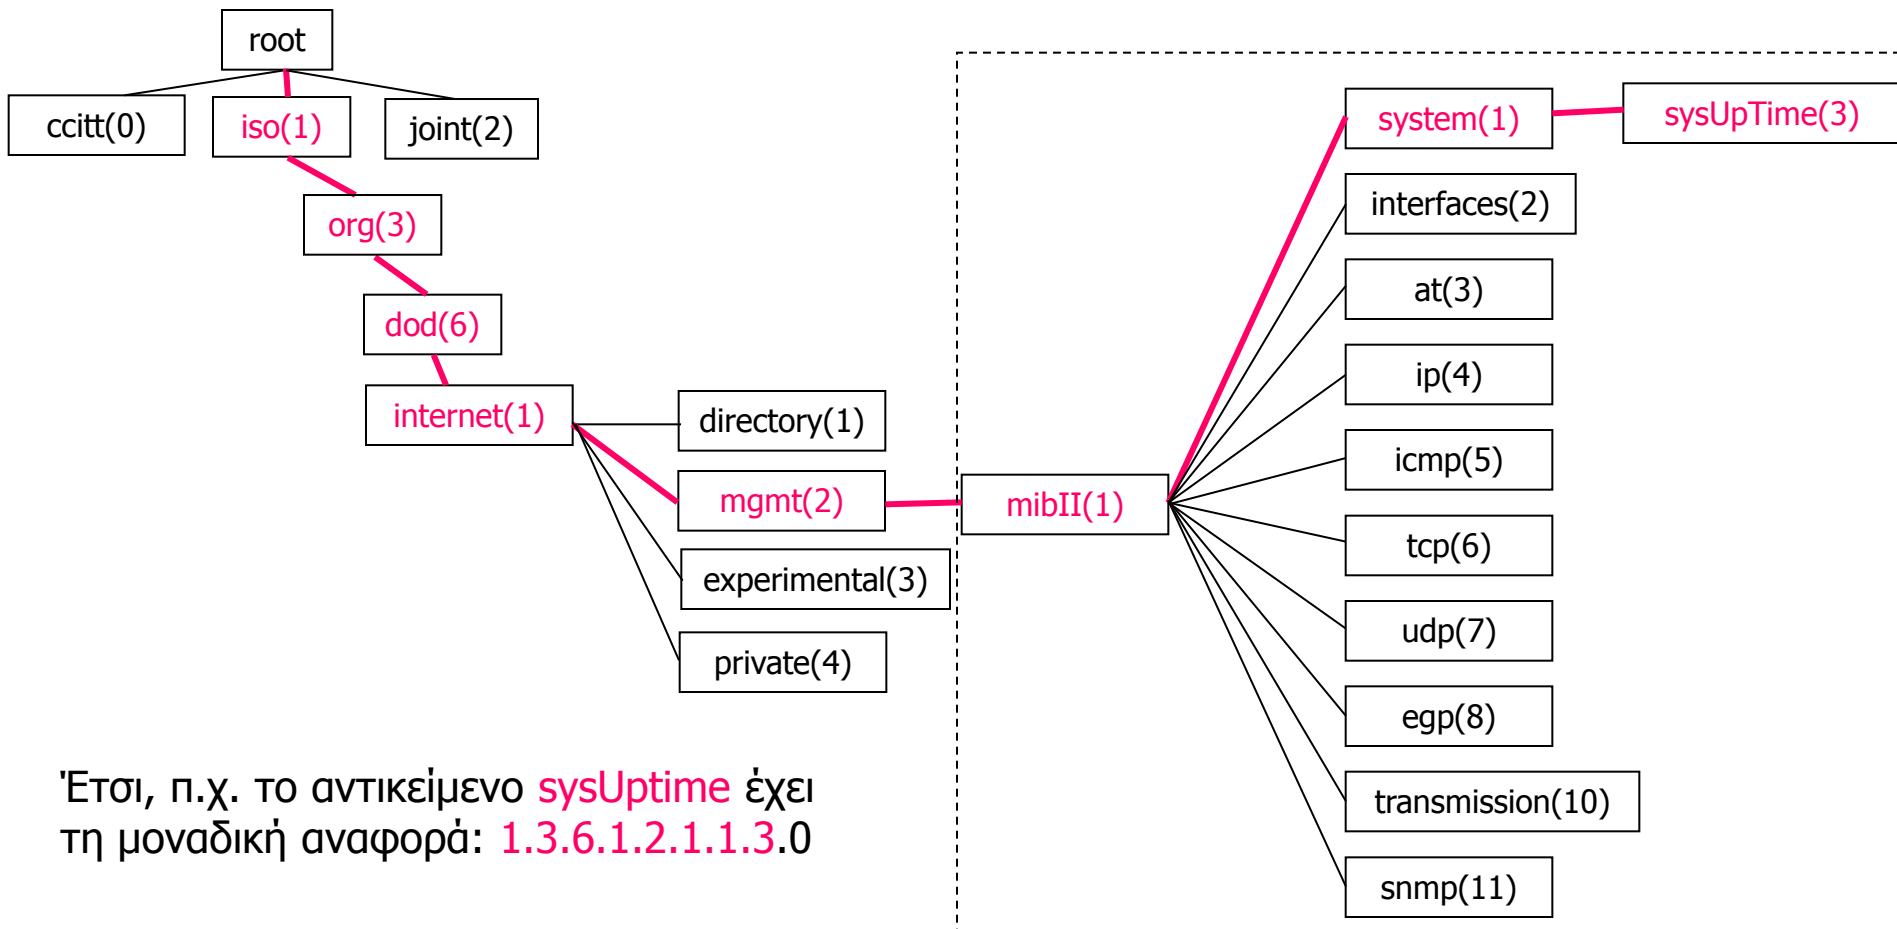 root
ccitt(0)
iso(1)
joint(2)
org(3)
dod(6)
internet(1)
directory(1)
mgmt(2)
experimental(3)
private(4)
mibII(1)
system(1)
sysUpTime(3)
interfaces(2)
at(3)
ip(4)
icmp(5)
tcp(6)
udp(7)
egp(8)
transmission(10)
snmp(11)
Έτσι, π.χ. το αντικείμενο sysUptime έχει
τη μοναδική αναφορά: 1.3.6.1.2.1.1.3.0